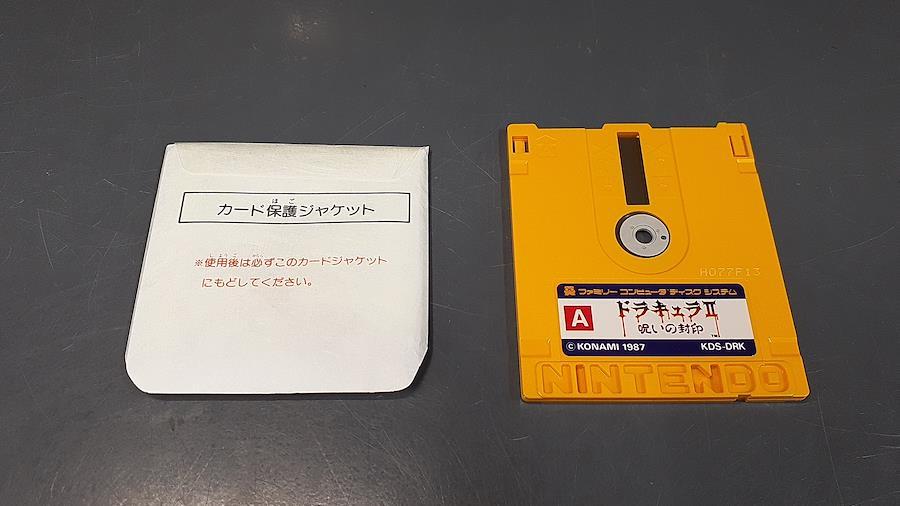 カード保護ジャケット
※使用後は必ずこのカードジャケット
にもどしてください。
H077F13
ファミリー コンピュータ ディスク システム
A
ドラキュラII
呪いの封印
TM
© KONAMI 1987 KDS-DRK
NINTENDO